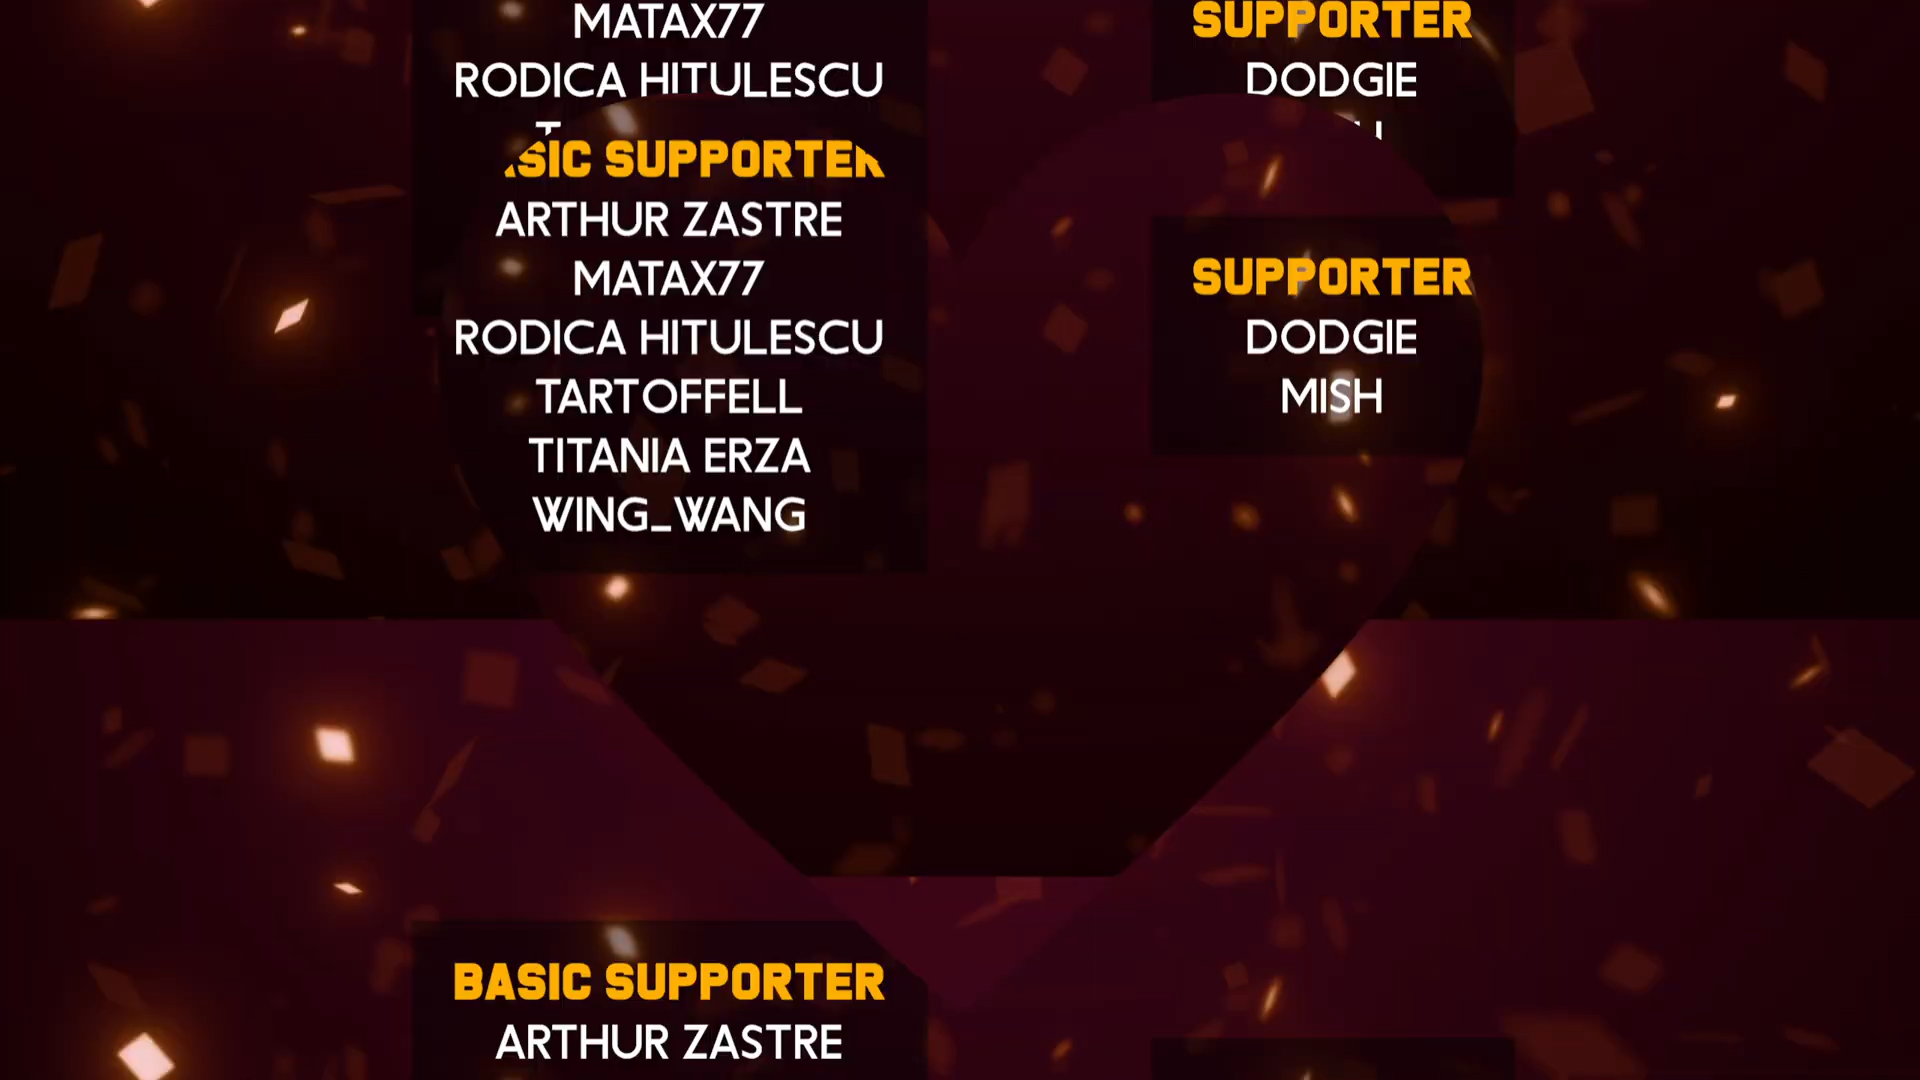 MATAX77
RODICA HITULESCU
SUPPORTER
DODGIE
SUPPORTER
ARTHUR ZASTRE
MATAX77
RODICA HITULESCU
TARTOFFELL
TITANIA ERZA
WING_WANG
SUPPORTER
DODGIE
MISH
BASIC SUPPORTER
ARTHUR ZASTRE